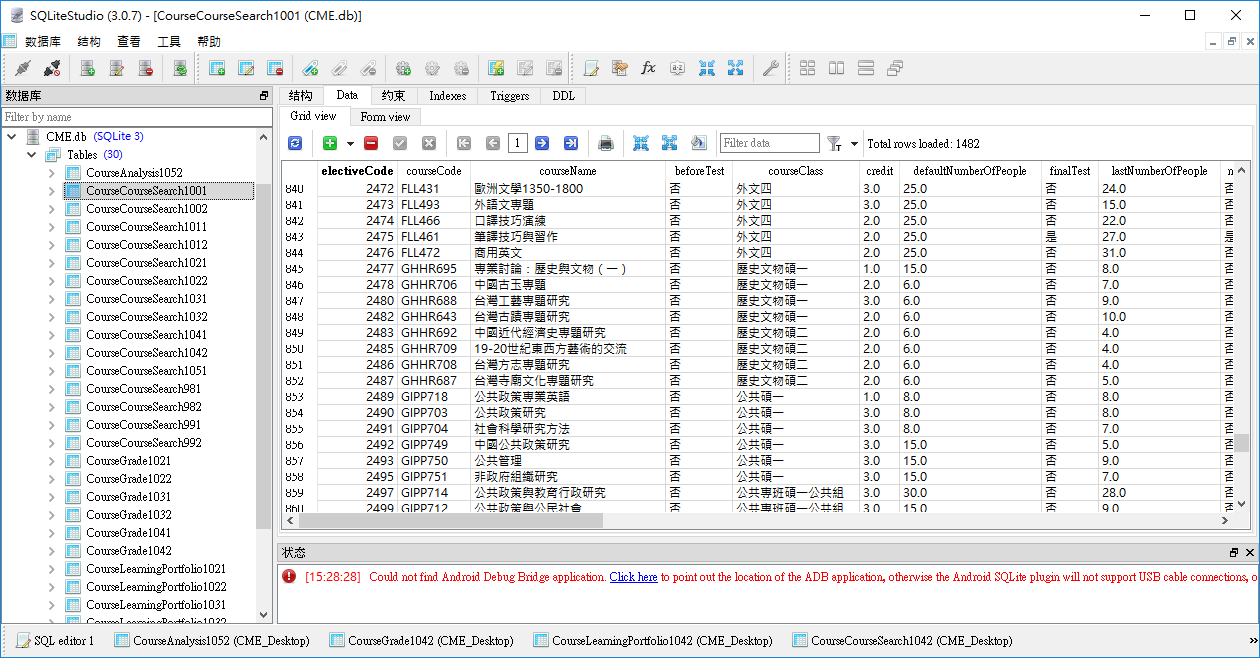 SQLiteStudio (3.0.7) - [CourseCourseSearch1001 (CME.db)]
数据库 结构 查看 工具 帮助
数据库
Filter by name
CME.db (SQLite 3)
Tables (30)
CourseAnalysis1052
CourseCourseSearch1001
CourseCourseSearch1002
CourseCourseSearch1011
CourseCourseSearch1012
CourseCourseSearch1021
CourseCourseSearch1022
CourseCourseSearch1031
CourseCourseSearch1032
CourseCourseSearch1041
CourseCourseSearch1042
CourseCourseSearch1051
CourseCourseSearch981
CourseCourseSearch982
CourseCourseSearch991
CourseCourseSearch992
CourseGrade1021
CourseGrade1022
CourseGrade1031
CourseGrade1032
CourseGrade1041
CourseGrade1042
CourseLearningPortfolio1021
CourseLearningPortfolio1022
CourseLearningPortfolio1031
CourseLearningPortfolio1032
结构 Data 约束 Indexes Triggers DDL
Grid view Form view
1 Filter data Total rows loaded: 1482
electiveCode courseCode courseName beforeTest courseClass credit defaultNumberOfPeople finalTest lastNumberOfPeople n
840 2472 FLL431 歐洲文學1350-1800 否 外文四 3.0 25.0 否 24.0 否
841 2473 FLL493 外語文專題 否 外文四 3.0 25.0 否 15.0 否
842 2474 FLL466 口譯技巧演練 否 外文四 2.0 25.0 否 22.0 否
843 2475 FLL461 筆譯技巧與習作 否 外文四 2.0 25.0 是 27.0 是
844 2476 FLL472 商用英文 否 外文四 2.0 25.0 否 31.0 否
845 2477 GHHR695 專業討論：歷史與文物（一） 否 歷史文物碩一 1.0 15.0 否 8.0 否
846 2478 GHHR706 中國古玉專題 否 歷史文物碩一 2.0 6.0 否 7.0 否
847 2480 GHHR688 台灣工藝專題研究 否 歷史文物碩一 3.0 6.0 否 9.0 否
848 2482 GHHR643 台灣古蹟專題研究 否 歷史文物碩一 2.0 6.0 否 10.0 否
849 2483 GHHR692 中國近代經濟史專題研究 否 歷史文物碩二 2.0 6.0 否 4.0 否
850 2485 GHHR709 19-20世紀東西方藝術的交流 否 歷史文物碩二 2.0 6.0 否 4.0 否
851 2486 GHHR708 台灣方志專題研究 否 歷史文物碩二 2.0 6.0 否 4.0 否
852 2487 GHHR687 台灣寺廟文化專題研究 否 歷史文物碩二 2.0 6.0 否 5.0 否
853 2489 GIPP718 公共政策專業英語 否 公共碩一 1.0 8.0 否 8.0 否
854 2490 GIPP703 公共政策研究 否 公共碩一 3.0 8.0 否 8.0 否
855 2491 GIPP704 社會科學研究方法 否 公共碩一 3.0 8.0 否 7.0 否
856 2492 GIPP749 中國公共政策研究 否 公共碩一 3.0 15.0 否 5.0 否
857 2493 GIPP750 公共管理 否 公共碩一 3.0 15.0 否 9.0 否
858 2495 GIPP751 非政府組織研究 否 公共碩一 3.0 15.0 否 7.0 否
859 2497 GIPP714 公共政策與教育行政研究 否 公共專班碩一公共組 3.0 30.0 否 28.0 否
860 2499 GIPP712 公共政策與公民社會 否 公共專班碩一公共組 3.0 15.0 否 9.0 否
状态
[15:28:28] Could not find Android Debug Bridge application. Click here to point out the location of the ADB application, otherwise the Android SQLite plugin will not support USB cable connections, o
SQL editor 1 CourseAnalysis1052 (CME_Desktop) CourseGrade1042 (CME_Desktop) CourseLearningPortfolio1042 (CME_Desktop) CourseCourseSearch1042 (CME_Desktop) »